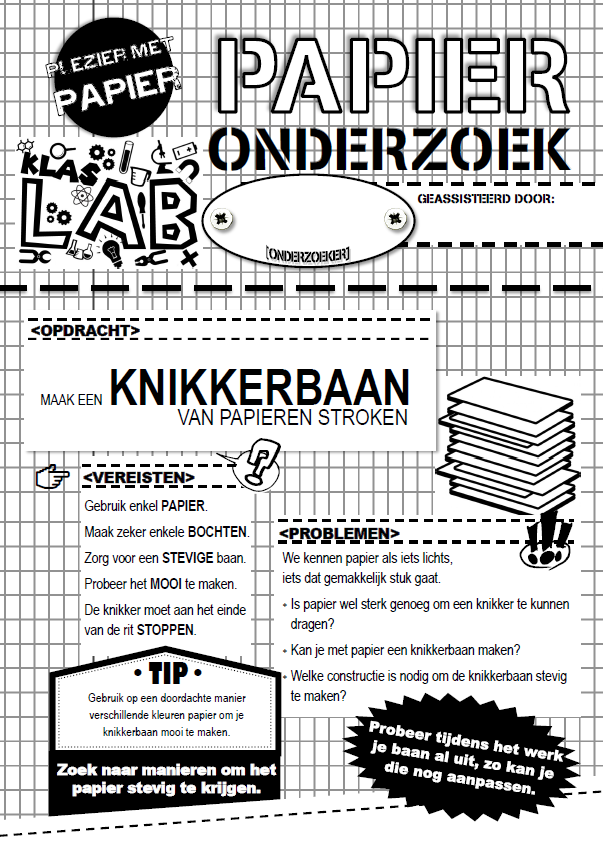 PLEZIER MET
PAPIER
PAPIER
ONDERZOEK
KLAS
LAB
GEASSISTEERD DOOR:
[ONDERZOEKER]
<OPDRACHT>
MAAK EEN KNIKKERBAAN
VAN PAPIEREN STROKEN
<VEREISTEN>
Gebruik enkel PAPIER.
Maak zeker enkele BOCHTEN.
Zorg voor een STEVIGE baan.
Probeer het MOOI te maken.
De knikker moet aan het einde
van de rit STOPPEN.
?
<PROBLEMEN>
!!!
We kennen papier als iets lichts,
iets dat gemakkelijk stuk gaat.
• Is papier wel sterk genoeg om een knikker te kunnen
dragen?
• Kan je met papier een knikkerbaan maken?
• Welke constructie is nodig om de knikkerbaan stevig
te maken?
• TIP •
Gebruik op een doordachte manier
verschillende kleuren papier om je
knikkerbaan mooi te maken.
Zoek naar manieren om het
papier stevig te krijgen.
Probeer tijdens het werk
je baan al uit, zo kan je
die nog aanpassen.